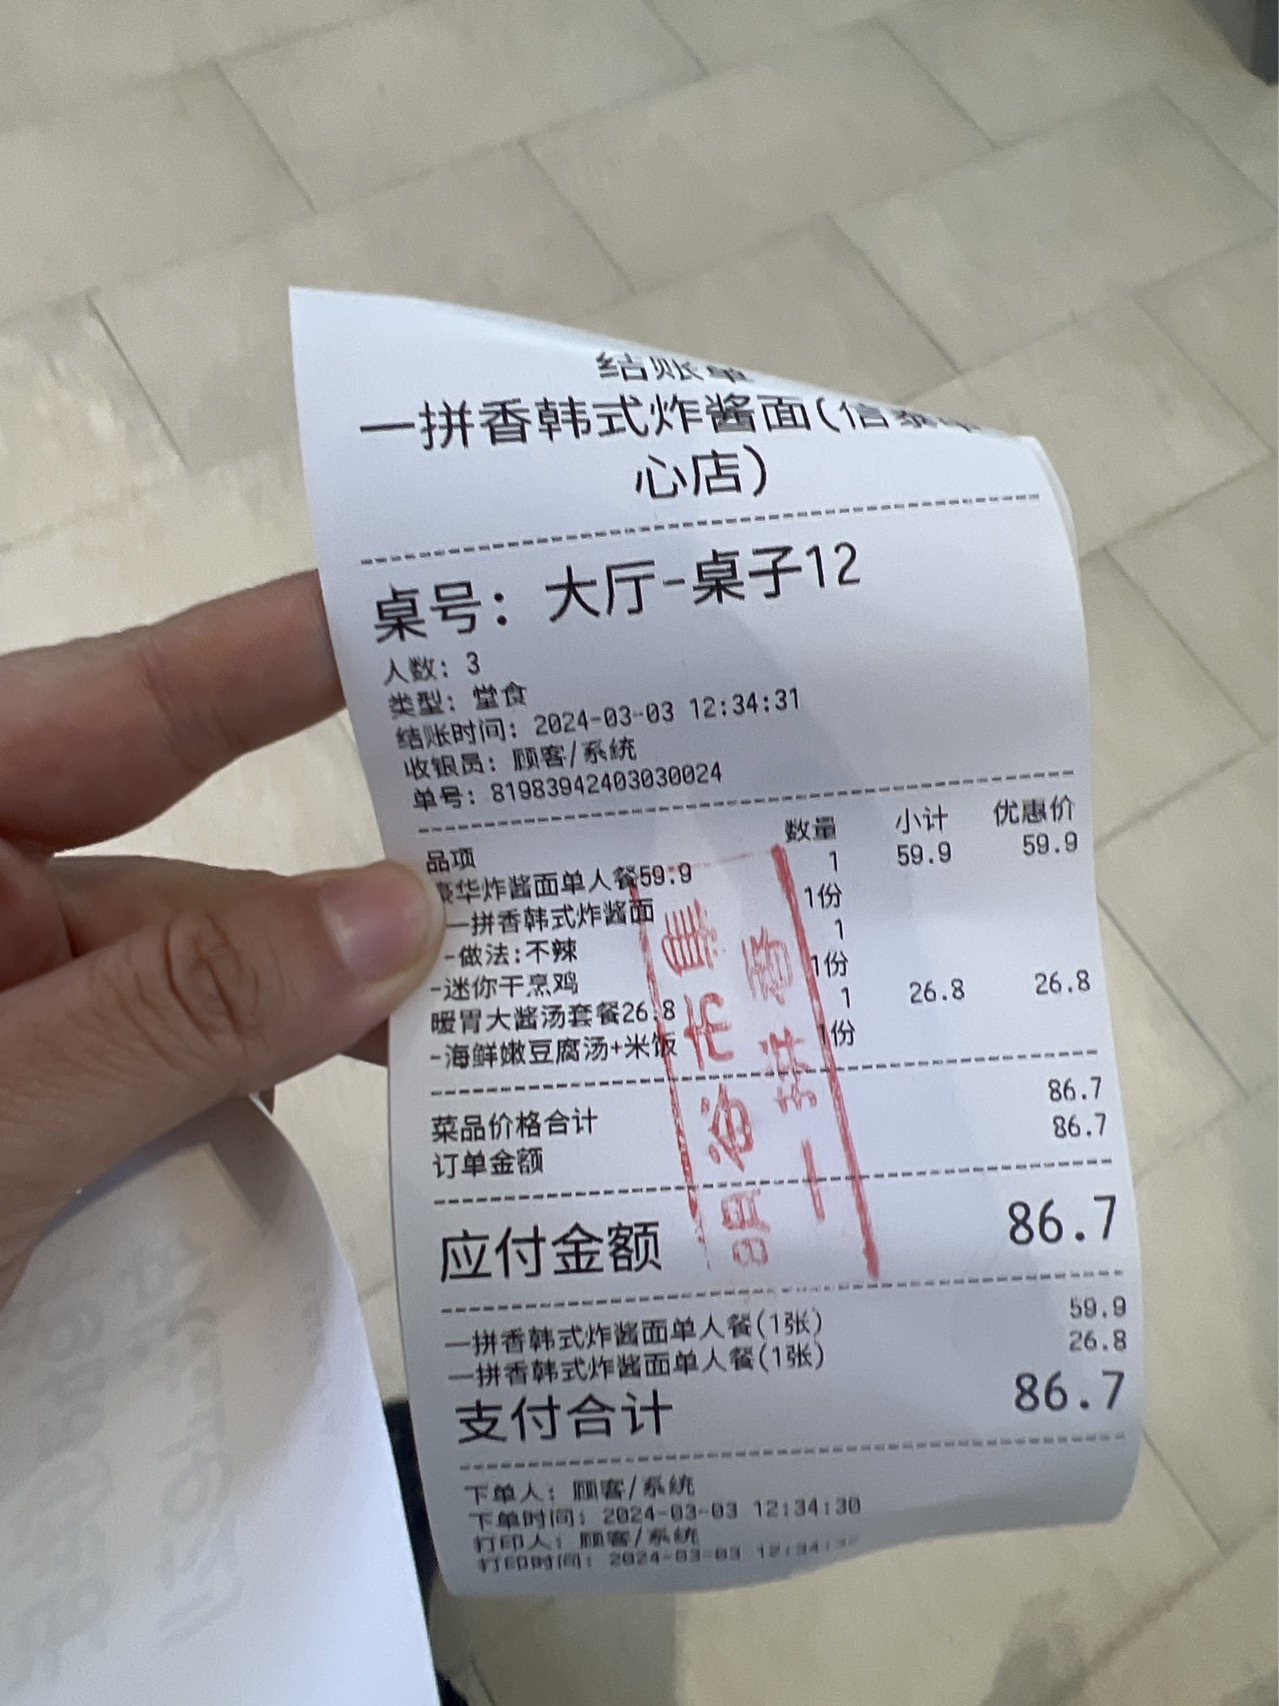 结账单
一拼香韩式炸酱面(信泰中
心店)
桌号: 大厅-桌子12
人数: 3
类型: 堂食
结账时间: 2024-03-03 12:34:31
收银员: 顾客/系统
单号: 81983942403030024
品项 数量 小计 优惠价
豪华炸酱面单人餐59.9 1 59.9 59.9
-一拼香韩式炸酱面 1份
-做法:不辣 1
-迷你干烹鸡 1份
暖胃大酱汤套餐26.8 1 26.8 26.8
-海鲜嫩豆腐汤+米饭 1份
菜品价格合计 86.7
订单金额 86.7
应付金额 86.7
一拼香韩式炸酱面单人餐(1张) 59.9
一拼香韩式炸酱面单人餐(1张) 26.8
支付合计 86.7
下单人: 顾客/系统
下单时间: 2024-03-03 12:34:30
打印人: 顾客/系统
打印时间: 2024-03-03